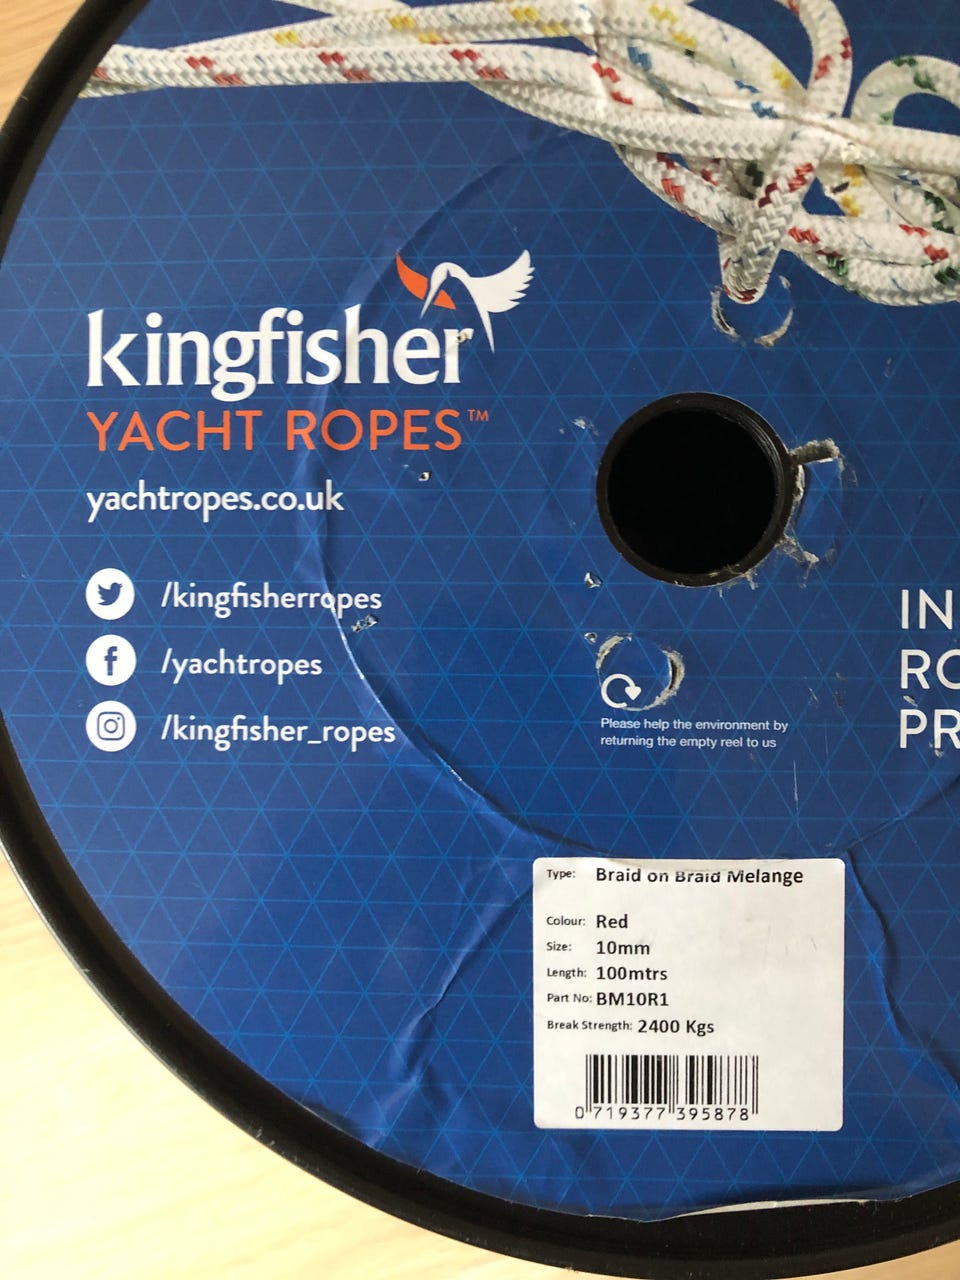 kingfisher
YACHT ROPES™
yachtropes.co.uk
/kingfisherropes
/yachtropes
/kingfisher_ropes
Please help the environment by
returning the empty reel to us
IN
RO
PR
Type: Braid on Braid Melange
Colour: Red
Size: 10mm
Length: 100mtrs
Part No: BM10R1
Break Strength: 2400 Kgs
0 719377 395878